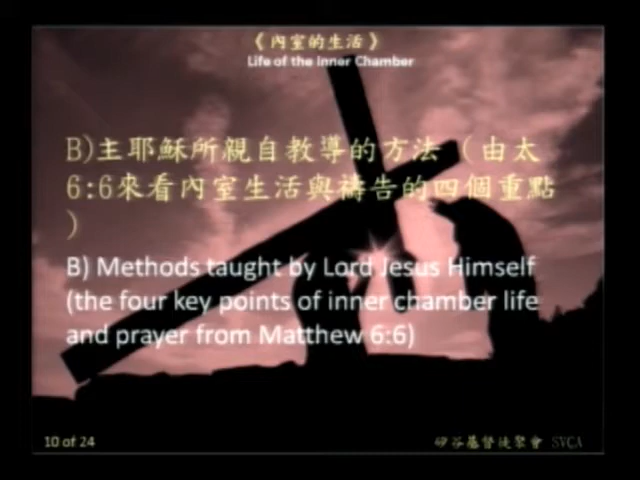 《內室的生活》
Life of the Inner Chamber
B)主耶穌所親自教導的方法（由太
6:6來看內室生活與禱告的四個重點
）
B) Methods taught by Lord Jesus Himself
(the four key points of inner chamber life
and prayer from Matthew 6:6)
10 of 24
矽谷基督徒聚會 SVCA